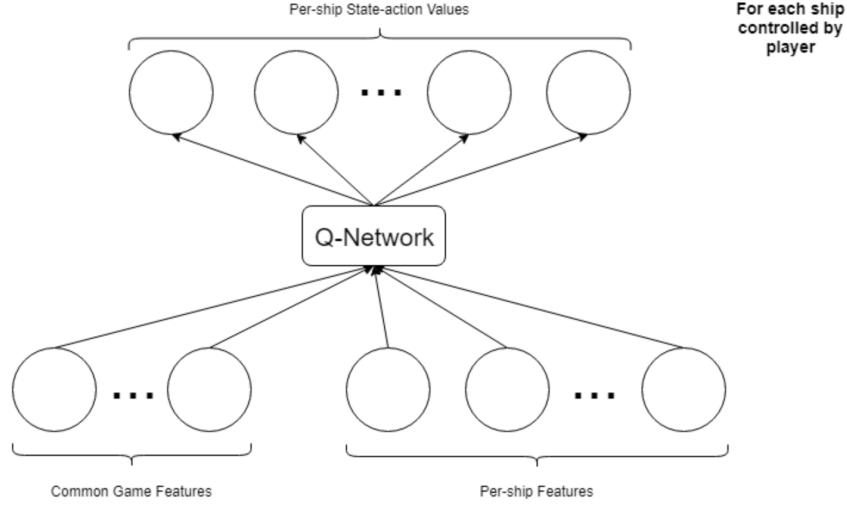 Per-ship State-action Values
For each ship
controlled by
player
Q-Network
Common Game Features
Per-ship Features